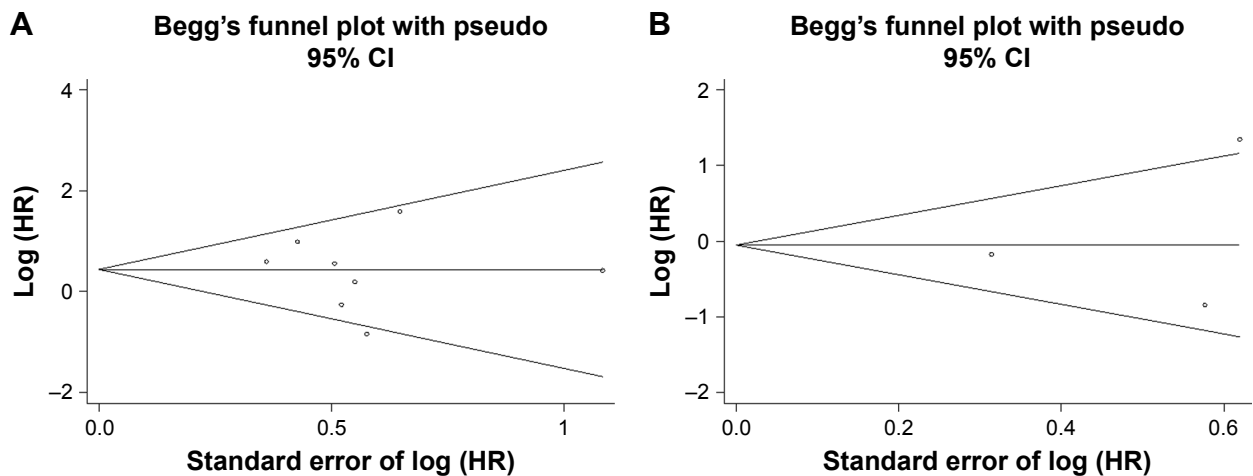 A
Begg's funnel plot with pseudo
95% CI
4
2
0
–2
Log (HR)
0.0
0.5
1
Standard error of log (HR)
B
Begg's funnel plot with pseudo
95% CI
2
1
0
–1
–2
Log (HR)
0.0
0.2
0.4
0.6
Standard error of log (HR)